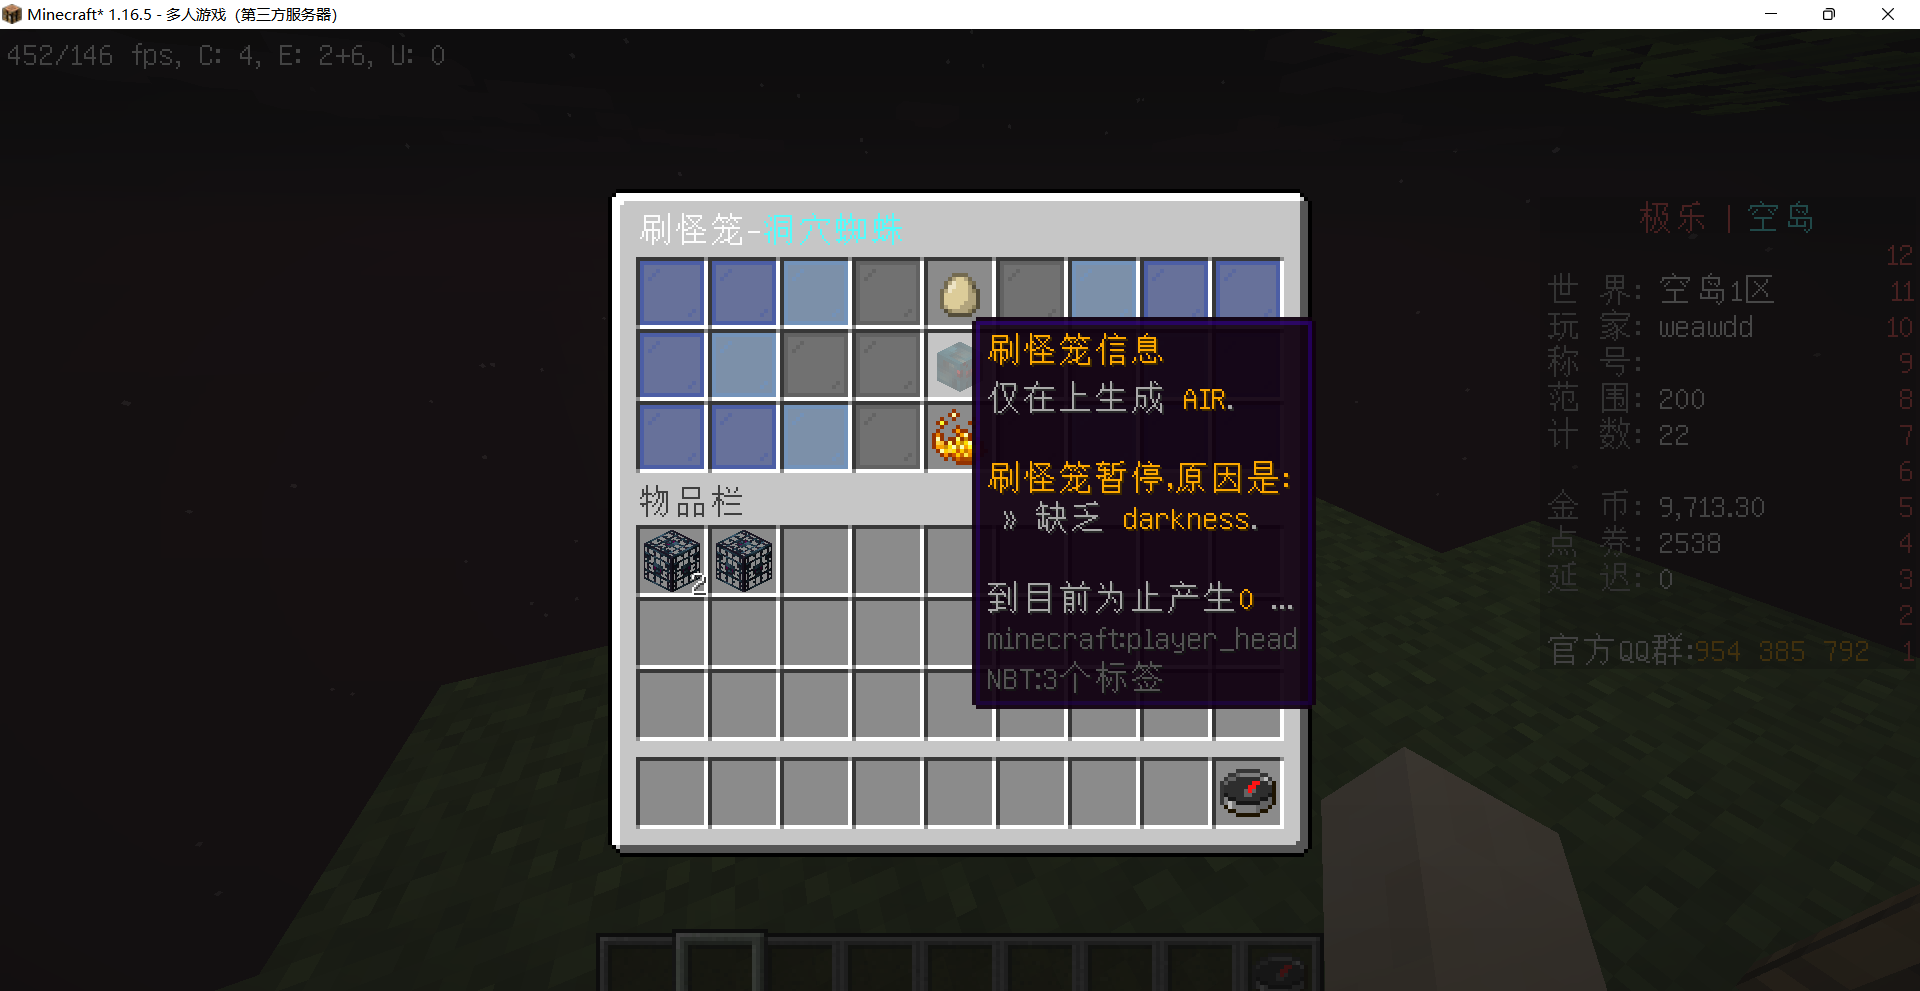 Minecraft* 1.16.5 - 多人游戏（第三方服务器）
452/146 fps, C: 4, E: 2+6, U: 0
刷怪笼-洞穴蜘蛛
刷怪笼信息
仅在上生成 AIR.
刷怪笼暂停,原因是:
» 缺乏 darkness.
到目前为止产生0 ...
minecraft:player_head
NBT:3个标签
物品栏
2
极乐 | 空岛
12
世 界: 空岛1区 11
玩 家: weawdd 10
称 号: 9
范 围: 200 8
计 数: 22 7
6
金 币: 9,713.30 5
点 券: 2538 4
延 迟: 0 3
2
官方QQ群:954 385 792 1